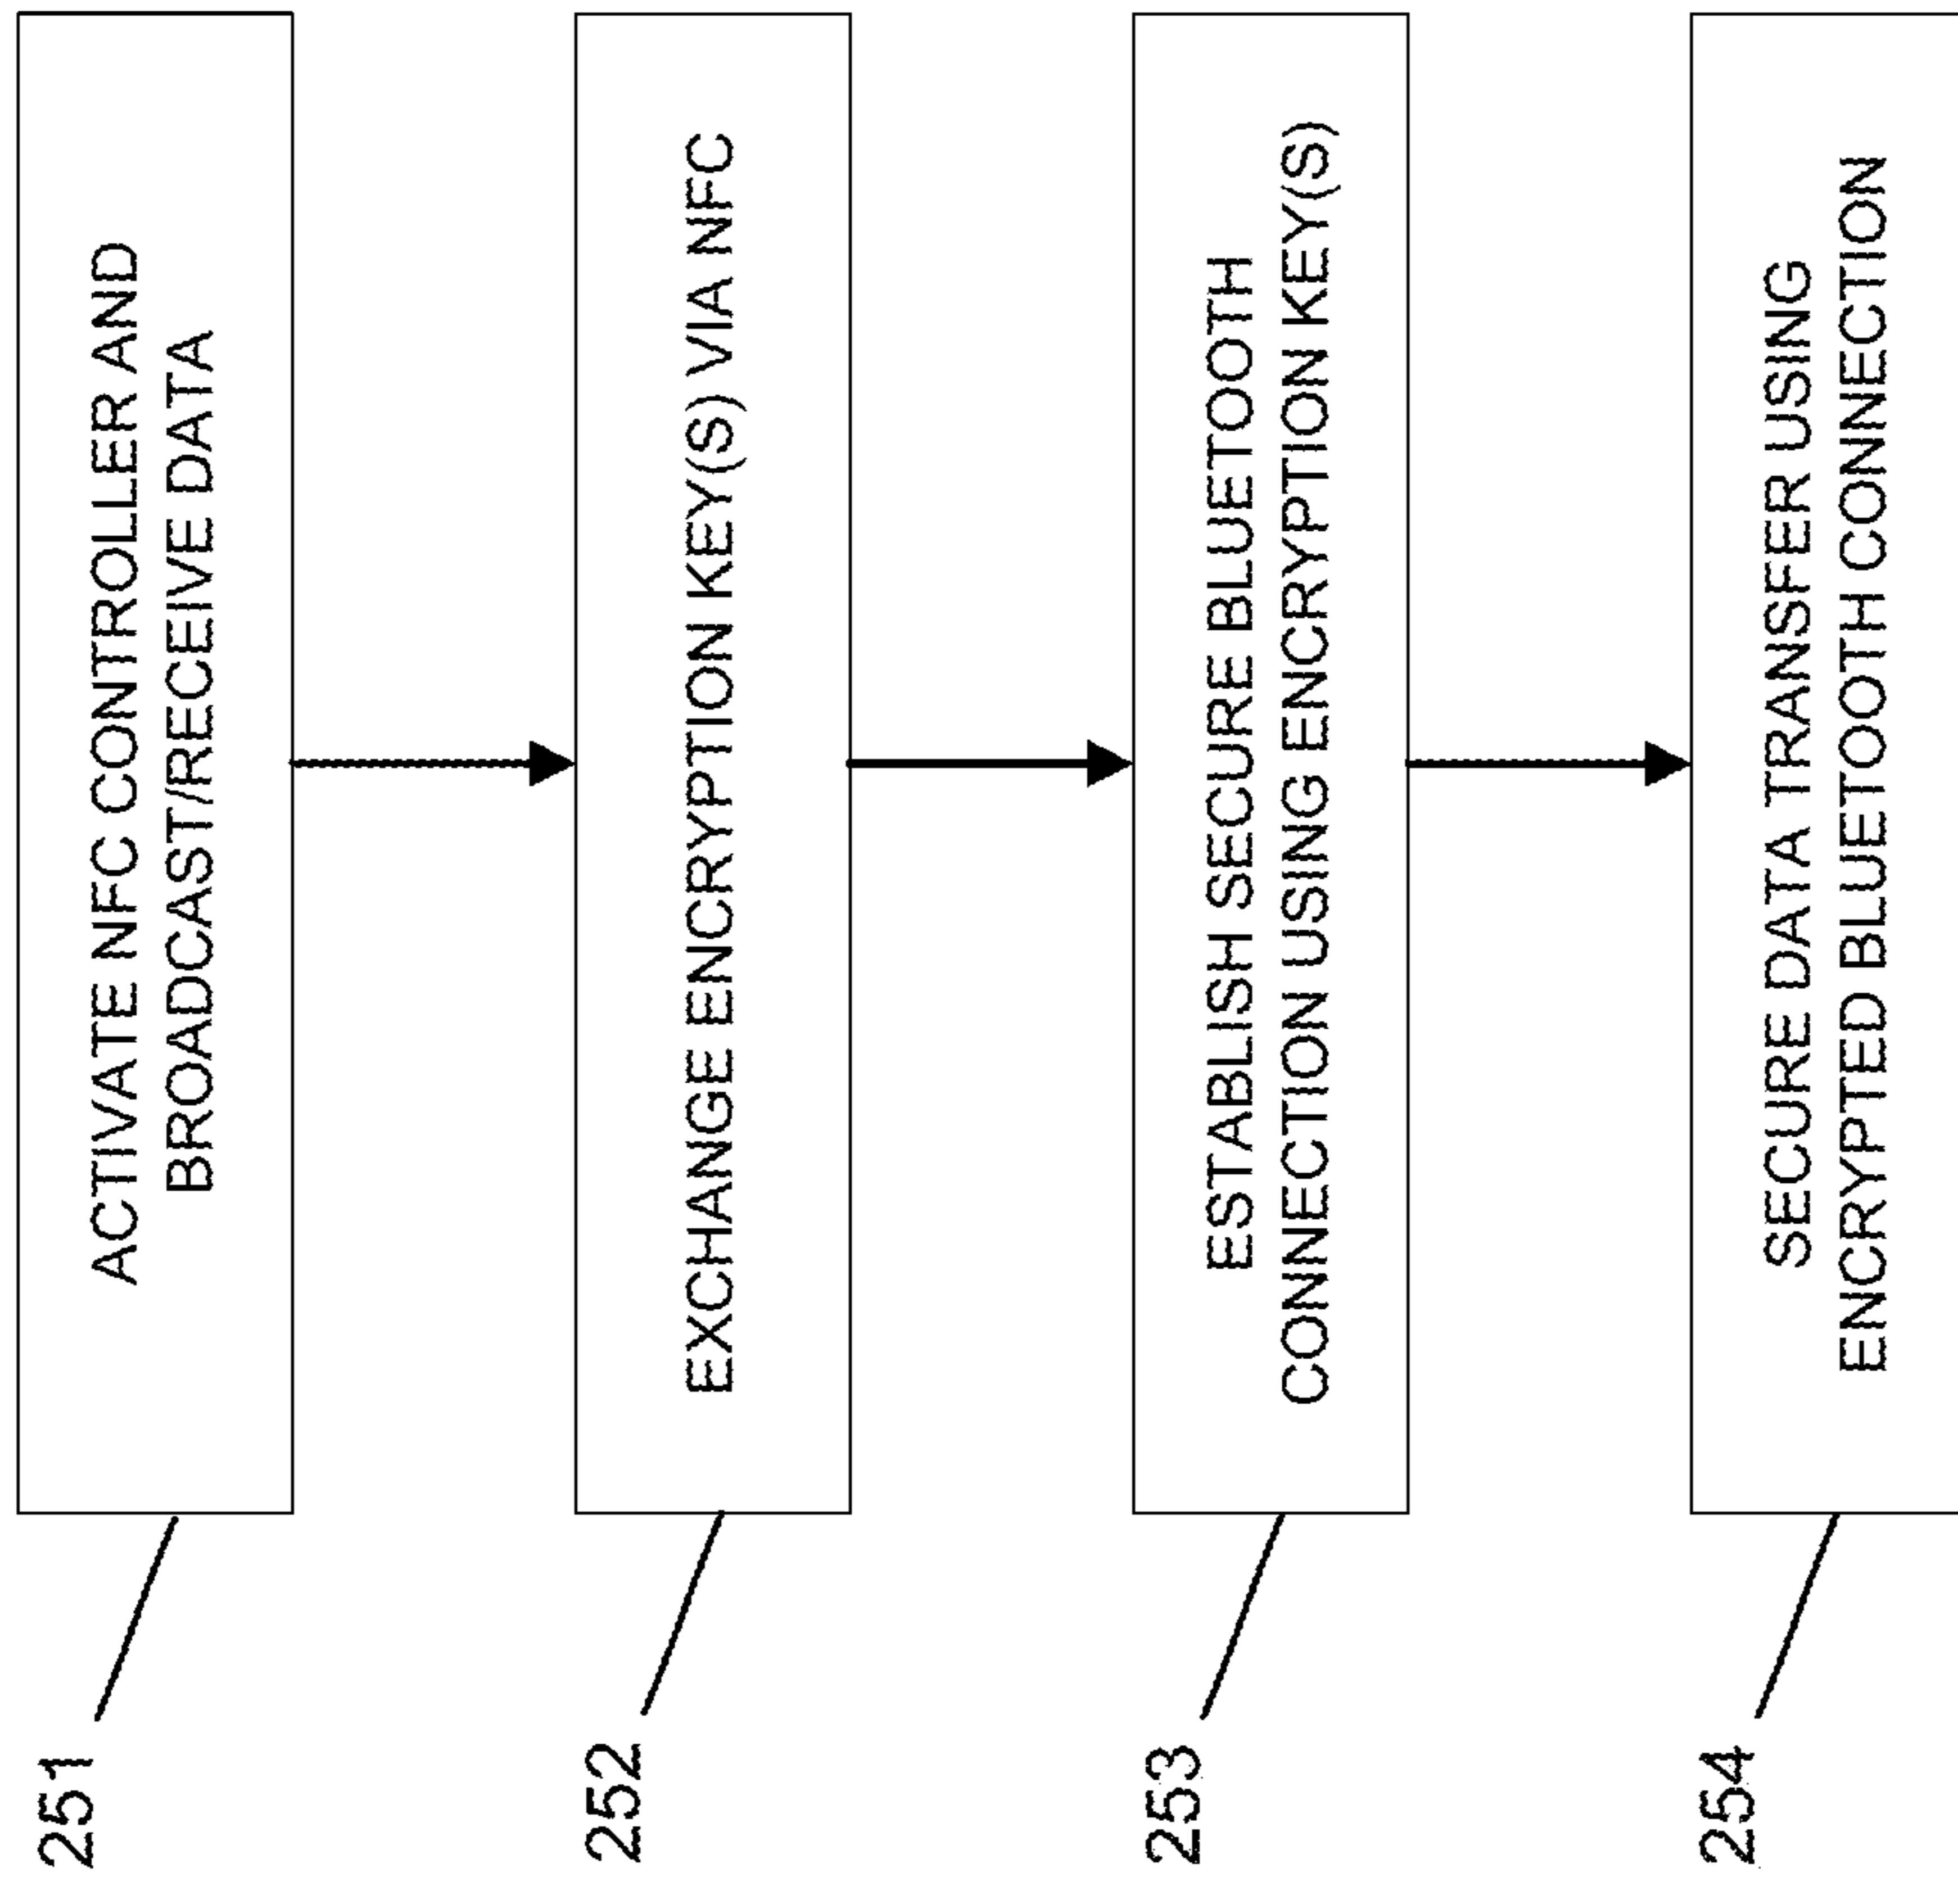 251
ACTIVATE NFC CONTROLLER AND
BROADCAST/RECEIVE DATA
252
EXCHANGE ENCRYPTION KEY(S) VIA NFC
253
ESTABLISH SECURE BLUETOOTH
CONNECTION USING ENCRYPTION KEY(S)
254
SECURE DATA TRANSFER USING
ENCRYPTED BLUETOOTH CONNECTION